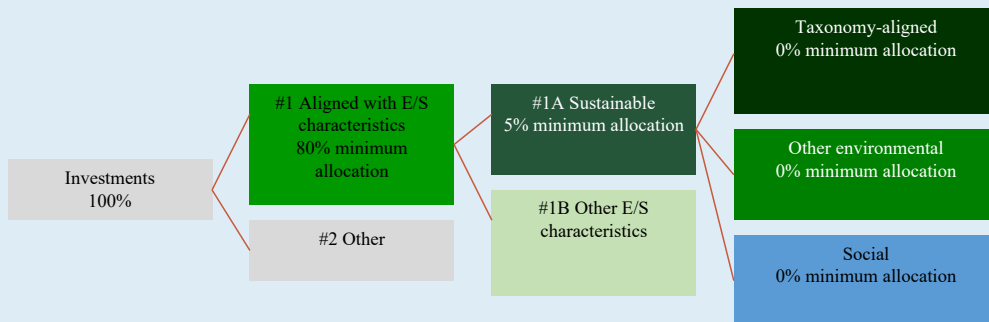 Investments
100%
#1 Aligned with E/S
characteristics
80% minimum
allocation
#2 Other
#1A Sustainable
5% minimum allocation
#1B Other E/S
characteristics
Taxonomy-aligned
0% minimum allocation
Other environmental
0% minimum allocation
Social
0% minimum allocation